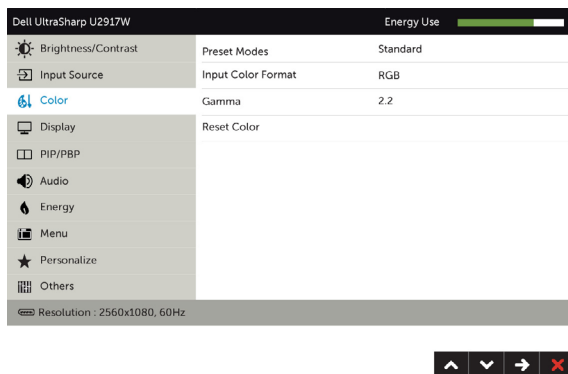 Dell UltraSharp U2917W Energy Use
Brightness/Contrast
Input Source
Color
Display
PIP/PBP
Audio
Energy
Menu
Personalize
Others
Preset Modes Standard
Input Color Format RGB
Gamma 2.2
Reset Color
Resolution : 2560x1080, 60Hz